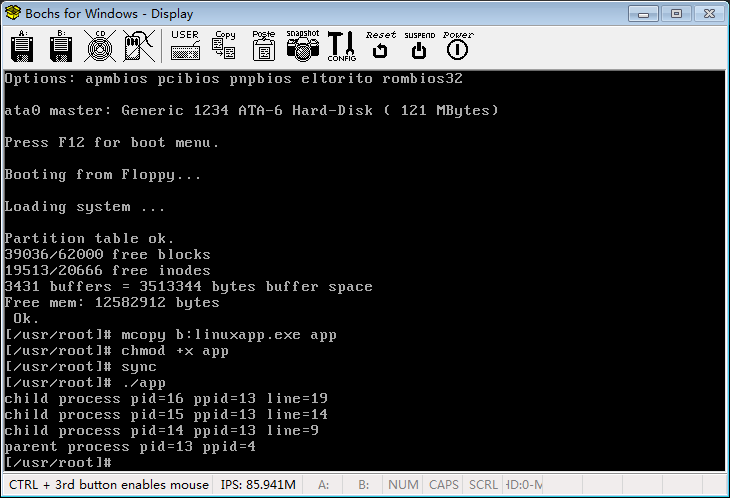 Bochs for Windows - Display
A: B: CD USER Copy Paste snapshot CONFIG Reset SUSPEND Power
Options: apmbios pcibios pnpbios eltorito rombios32
ata0 master: Generic 1234 ATA-6 Hard-Disk ( 121 MBytes)
Press F12 for boot menu.
Booting from Floppy...
Loading system ...
Partition table ok.
39036/62000 free blocks
19513/20666 free inodes
3431 buffers = 3513344 bytes buffer space
Free mem: 12582912 bytes
Ok.
[/usr/root]# mcopy b:linuxapp.exe app
[/usr/root]# chmod +x app
[/usr/root]# sync
[/usr/root]# ./app
child process pid=16 ppid=13 line=19
child process pid=15 ppid=13 line=14
child process pid=14 ppid=13 line=9
parent process pid=13 ppid=4
[/usr/root]#
CTRL + 3rd button enables mouse IPS: 85.941M A: B: NUM CAPS SCRL HD:0-M